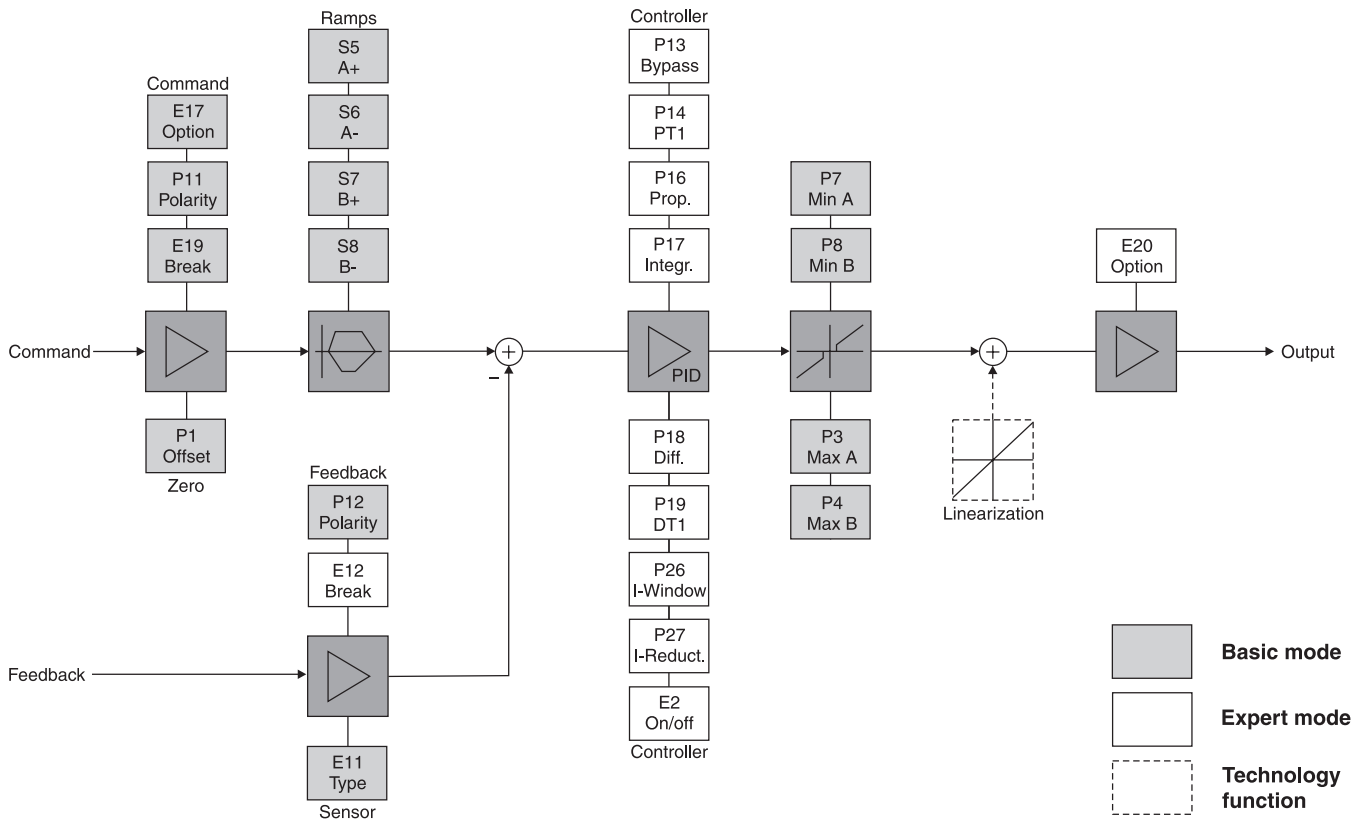 Ramps
S5
A+
S6
A-
S7
B+
S8
B-
Command
E17
Option
P11
Polarity
E19
Break
Command
P1
Offset
Zero
Controller
P13
Bypass
P14
PT1
P16
Prop.
P17
Integr.
PID
P18
Diff.
P19
DT1
P26
I-Window
P27
I-Reduct.
E2
On/off
Controller
P7
Min A
P8
Min B
P3
Max A
P4
Max B
+
–
+
Linearization
E20
Option
Output
Feedback
P12
Polarity
E12
Break
Feedback
E11
Type
Sensor
Basic mode
Expert mode
Technology
function